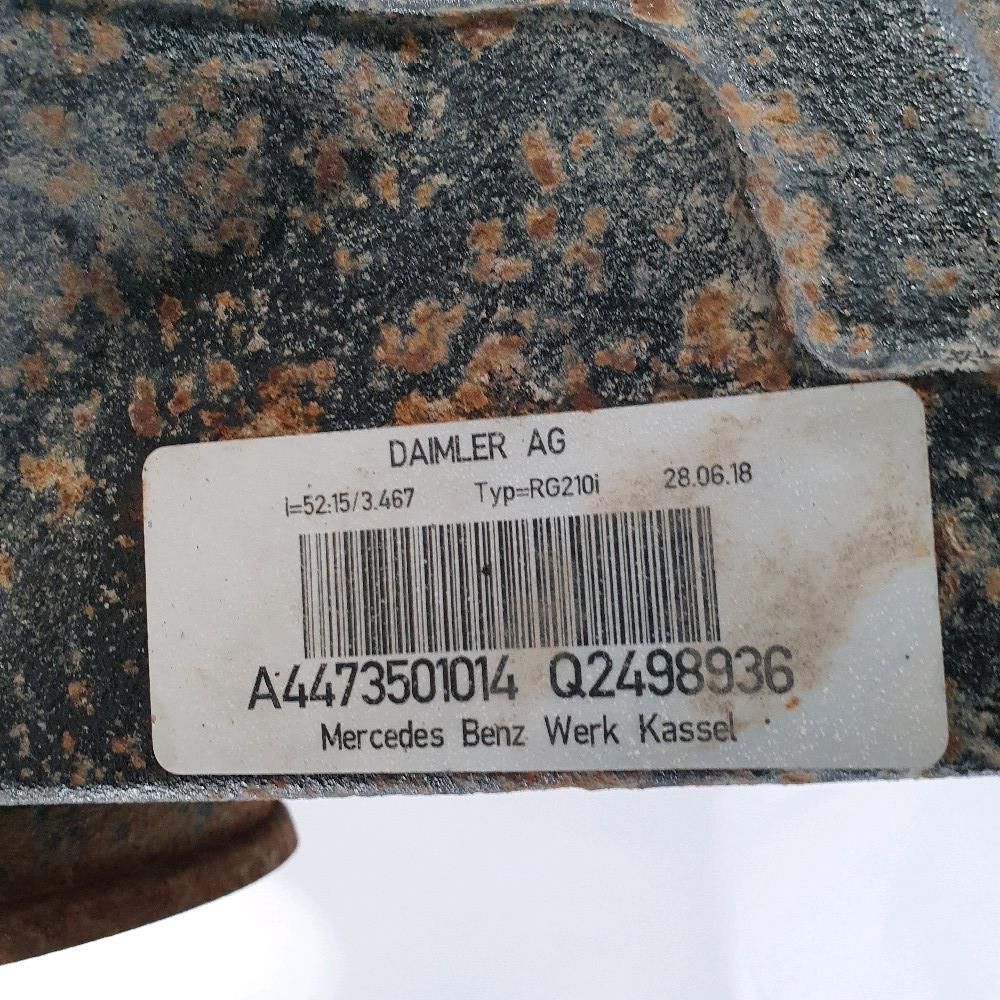 DAIMLER AG
i=52:15/3.467 Typ=RG210i 28.06.18
A4473501014 Q2498936
Mercedes Benz Werk Kassel